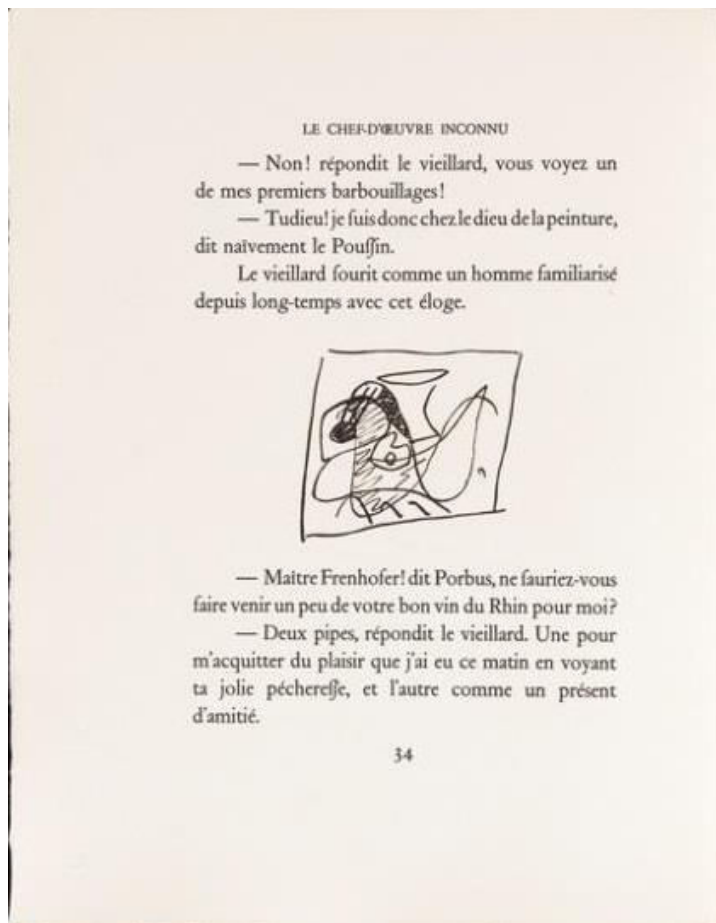 LE CHEF-D'ŒUVRE INCONNU
— Non! répondit le vieillard, vous voyez un
de mes premiers barbouillages!
— Tudieu! je ſuis donc chez le dieu de la peinture,
dit naïvement le Pouſſin.
Le vieillard ſourit comme un homme familiarisé
depuis long-temps avec cet éloge.
— Maître Frenhofer! dit Porbus, ne ſauriez-vous
faire venir un peu de votre bon vin du Rhin pour moi?
— Deux pipes, répondit le vieillard. Une pour
m'acquitter du plaisir que j'ai eu ce matin en voyant
ta jolie péchereſſe, et l'autre comme un présent
d'amitié.
34